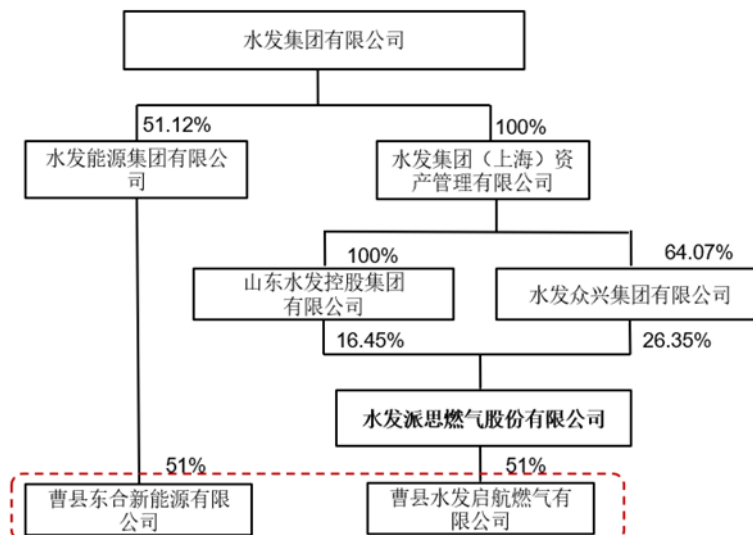 水发集团有限公司
51.12%
100%
水发能源集团有限公
司
水发集团（上海）资
产管理有限公司
100%
64.07%
山东水发控股集团
有限公司
水发众兴集团有限公司
16.45%
26.35%
水发派思燃气股份有限公司
51%
51%
曹县东合新能源有限
公司
曹县水发启航燃气有
限公司